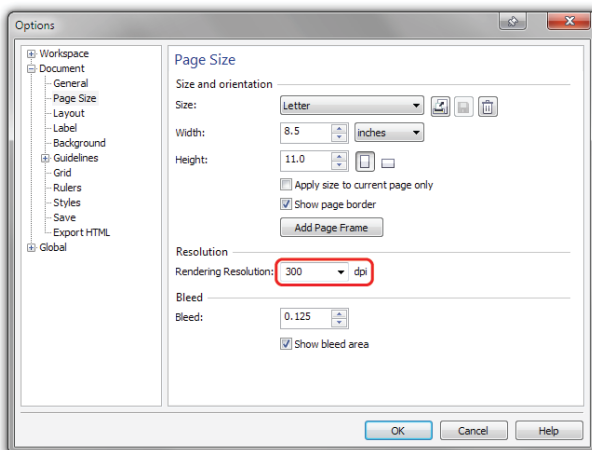 Options
Workspace
Document
General
Page Size
Layout
Label
Background
Guidelines
Grid
Rulers
Styles
Save
Export HTML
Global
Page Size
Size and orientation
Size: Letter
Width: 8.5 inches
Height: 11.0
Apply size to current page only
Show page border
Add Page Frame
Resolution
Rendering Resolution: 300 dpi
Bleed
Bleed: 0.125
Show bleed area
OK Cancel Help